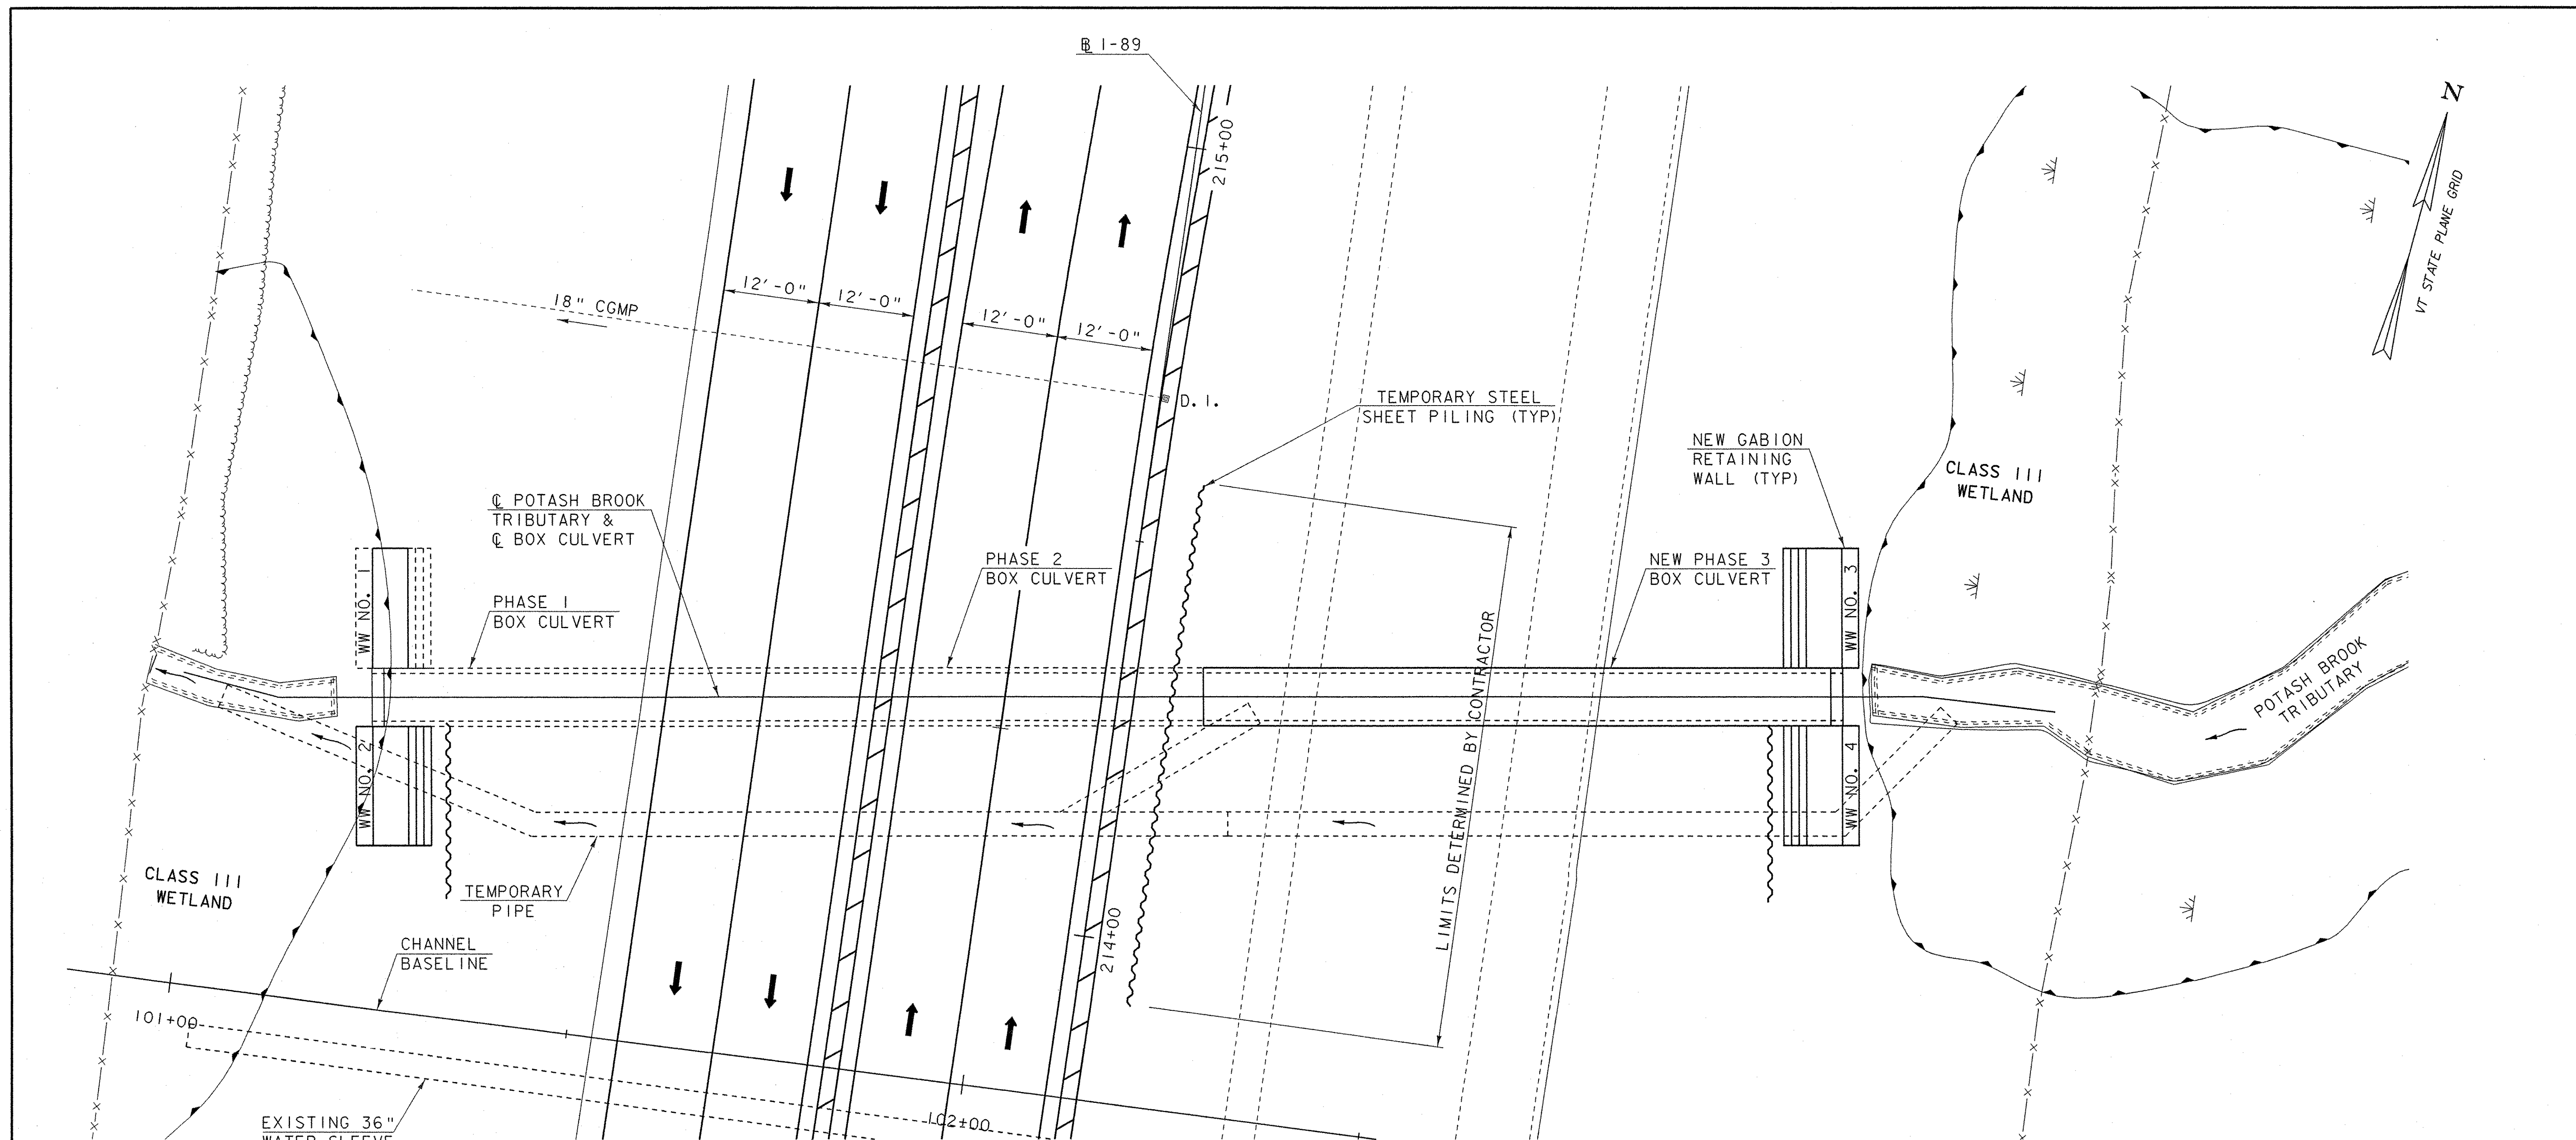 ℄ I-89
N
VT STATE PLANE GRID
215+00
12'-0"
12'-0"
12'-0"
12'-0"
18" CGMP
D.I.
TEMPORARY STEEL
SHEET PILING (TYP)
NEW GABION
RETAINING
WALL (TYP)
CLASS III
WETLAND
℄ POTASH BROOK
TRIBUTARY &
℄ BOX CULVERT
PHASE 2
BOX CULVERT
NEW PHASE 3
BOX CULVERT
WW NO. 1
WW NO. 3
PHASE 1
BOX CULVERT
LIMITS DETERMINED BY CONTRACTOR
POTASH BROOK
TRIBUTARY
WW NO. 2
WW NO. 4
CLASS III
WETLAND
TEMPORARY
PIPE
214+00
CHANNEL
BASELINE
101+00
102+00
EXISTING 36"
WATER SLEEVE